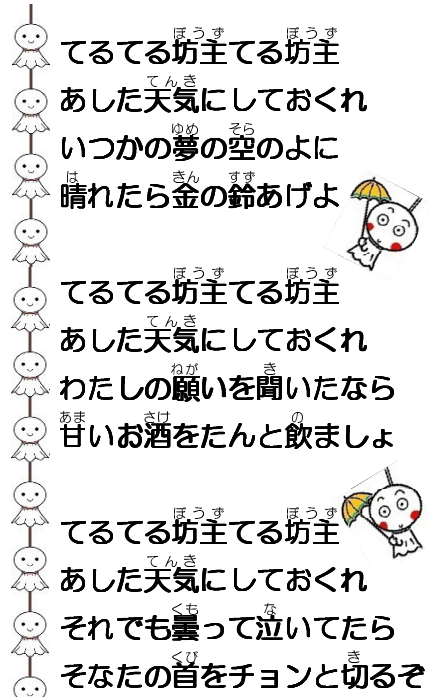 てるてる坊主てる坊主
あした天気にしておくれ
いつかの夢の空のよに
晴れたら金の鈴あげよ
てるてる坊主てる坊主
あした天気にしておくれ
わたしの願いを聞いたなら
甘いお酒をたんと飲ましょ
てるてる坊主てる坊主
あした天気にしておくれ
それでも曇って泣いてたら
そなたの首をチョンと切るぞ